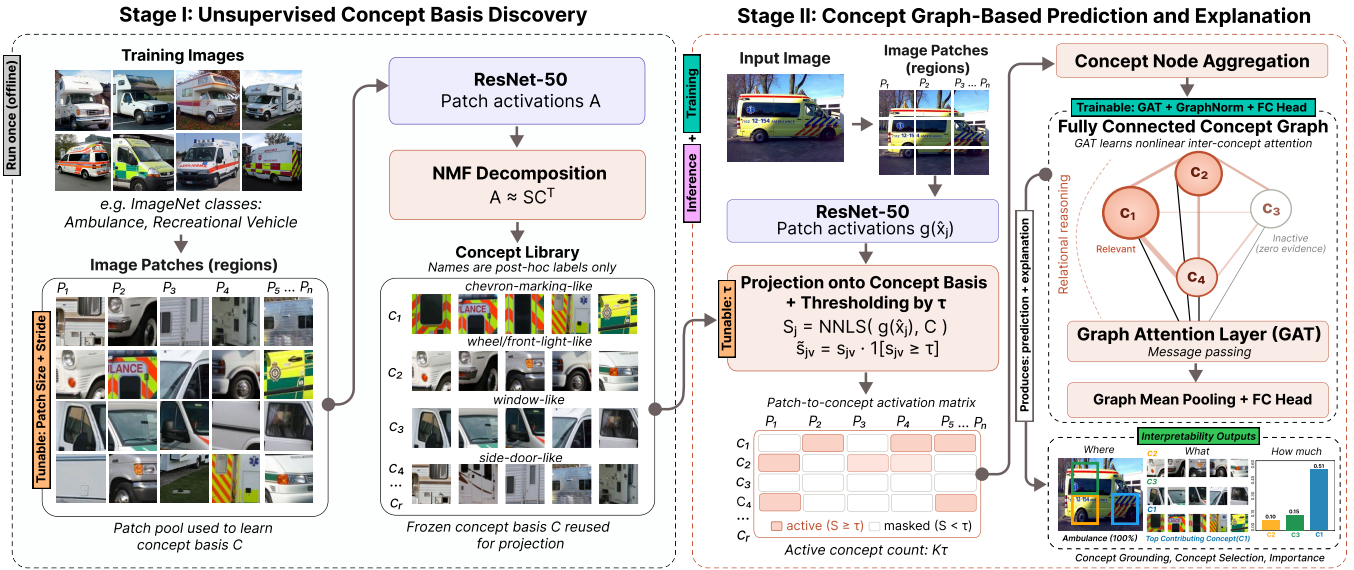 Stage I: Unsupervised Concept Basis Discovery
Run once (offline)
Training Images
e.g. ImageNet classes:
Ambulance, Recreational Vehicle
Image Patches (regions)
P1 P2 P3 P4 P5 ... Pn
Tunable: Patch Size + Stride
Patch pool used to learn
concept basis C
ResNet-50
Patch activations A
NMF Decomposition
A ≈ SC^T
Concept Library
Names are post-hoc labels only
chevron-marking-like
C1
wheel/front-light-like
C2
window-like
C3
side-door-like
C4
...
Cr
Frozen concept basis C reused
for projection
Stage II: Concept Graph-Based Prediction and Explanation
Inference + Training
Input Image
Image Patches
(regions)
P1 P2 P3 ... Pn
ResNet-50
Patch activations g(x̂j)
Tunable: τ
Projection onto Concept Basis
+ Thresholding by τ
Sj = NNLS( g(x̂j), C )
s̃jv = sjv · 1[sjv ≥ τ]
Patch-to-concept activation matrix
P1 P2 P3 P4 P5 ... Pn
C1
C2
C3
C4
...
Cr
active (S ≥ τ) masked (S < τ)
Active concept count: Kτ
Concept Node Aggregation
Trainable: GAT + GraphNorm + FC Head
Fully Connected Concept Graph
GAT learns nonlinear inter-concept attention
Relational reasoning
C2
C1
C3
Relevant
Inactive
(zero evidence)
C4
Graph Attention Layer (GAT)
Message passing
Graph Mean Pooling + FC Head
Produces: prediction + explanation
Interpretability Outputs
Where What How much
C2
C3
C1
Ambulance (100%)
Top Contributing Concept(C1)
0.10
0.15
0.51
C2 C3 C1
Concept Grounding, Concept Selection, Importance